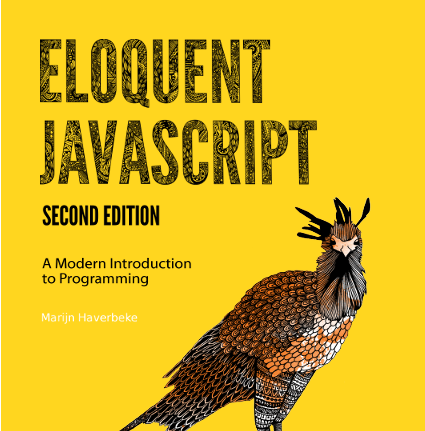 ELOQUENT
JAVASCRIPT
SECOND EDITION
A Modern Introduction
to Programming
Marijn Haverbeke